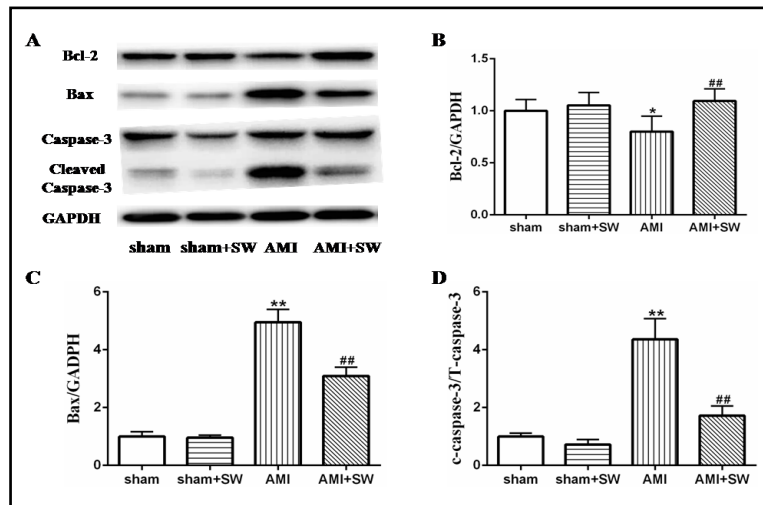 A
Bcl-2
Bax
Caspase-3
Cleaved
Caspase-3
GAPDH
sham sham+SW AMI AMI+SW
B
Bcl-2/GAPDH
1.5
1.0
0.5
0.0
*
##
sham sham+SW AMI AMI+SW
C
Bax/GADPH
6
4
2
0
**
##
sham sham+SW AMI AMI+SW
D
c-caspase-3/T-caspase-3
6
4
2
0
**
##
sham sham+SW AMI AMI+SW